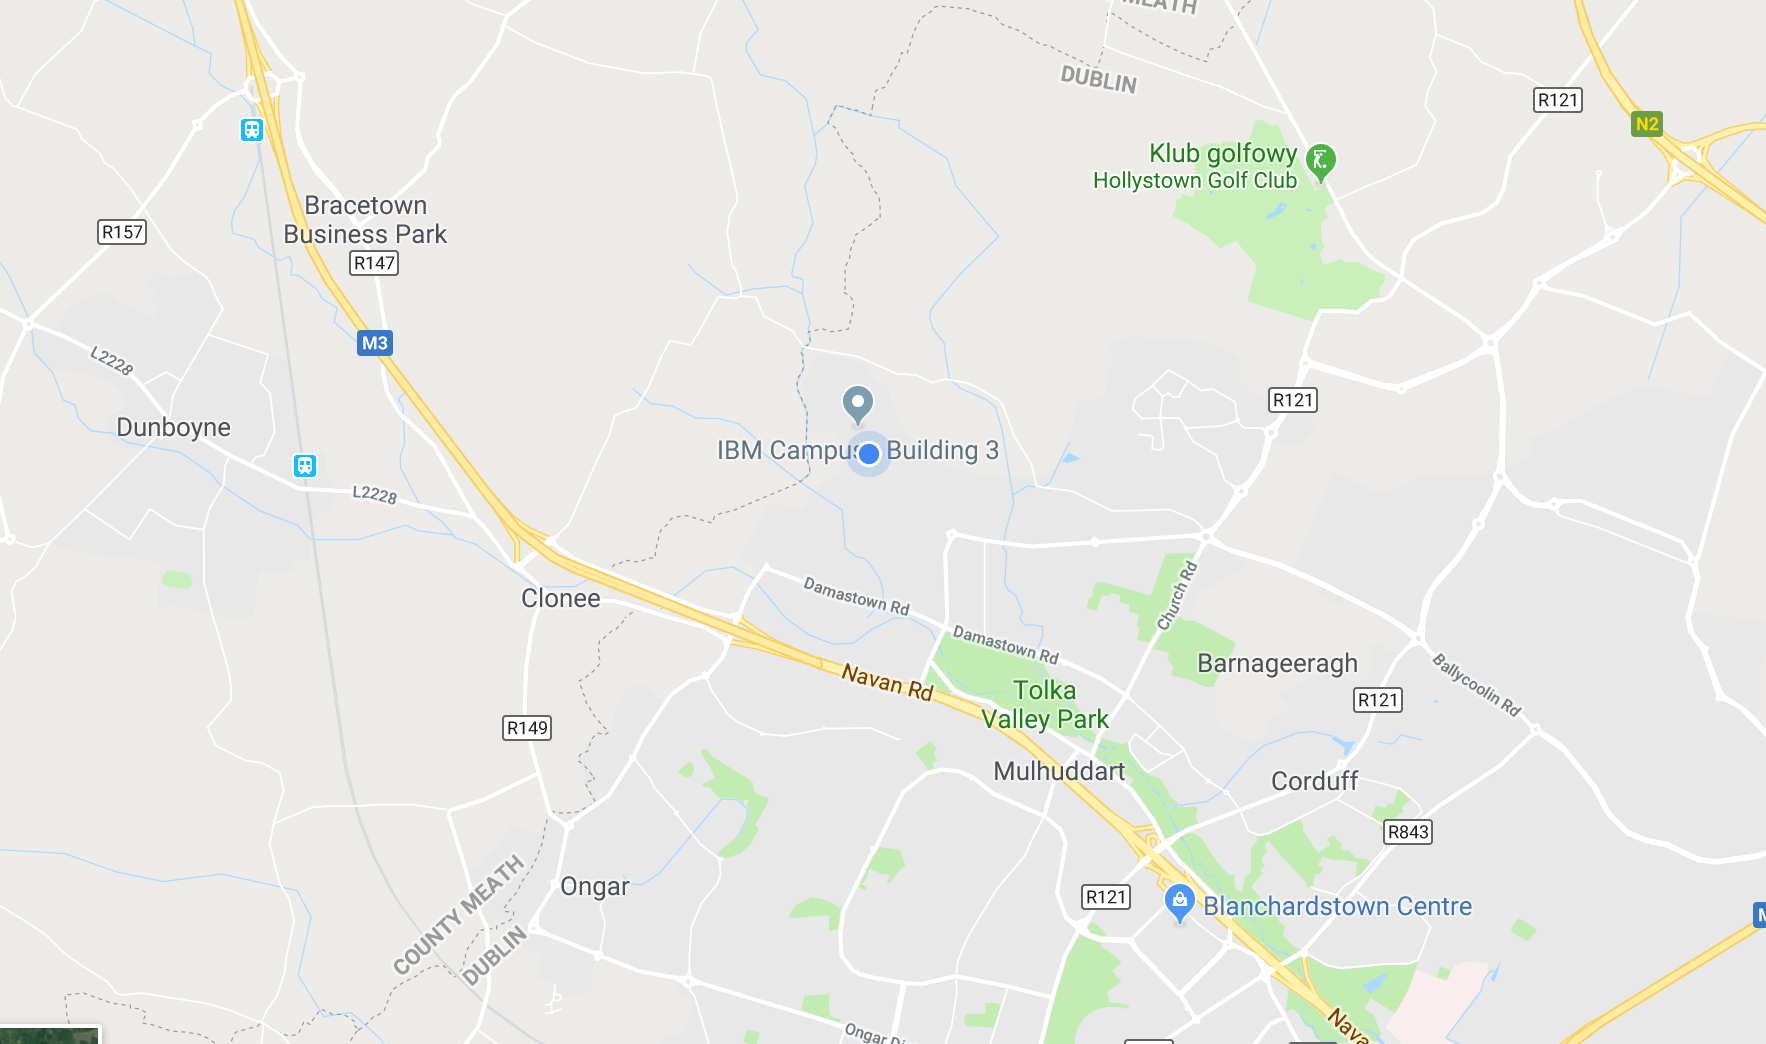 MEATH
DUBLIN
R121
N2
Klub golfowy
Hollystown Golf Club
Bracetown
Business Park
R157
R147
M3
L2228
R121
Dunboyne
IBM Campus Building 3
L2228
Clonee
Damastown Rd
Church Rd
Damastown Rd
Barnageeragh
Ballycoolin Rd
Navan Rd
Tolka
Valley Park
R121
R149
Mulhuddart
Corduff
R843
COUNTY MEATH
DUBLIN
Ongar
R121
Blanchardstown Centre
M
Nava
Ongar Di